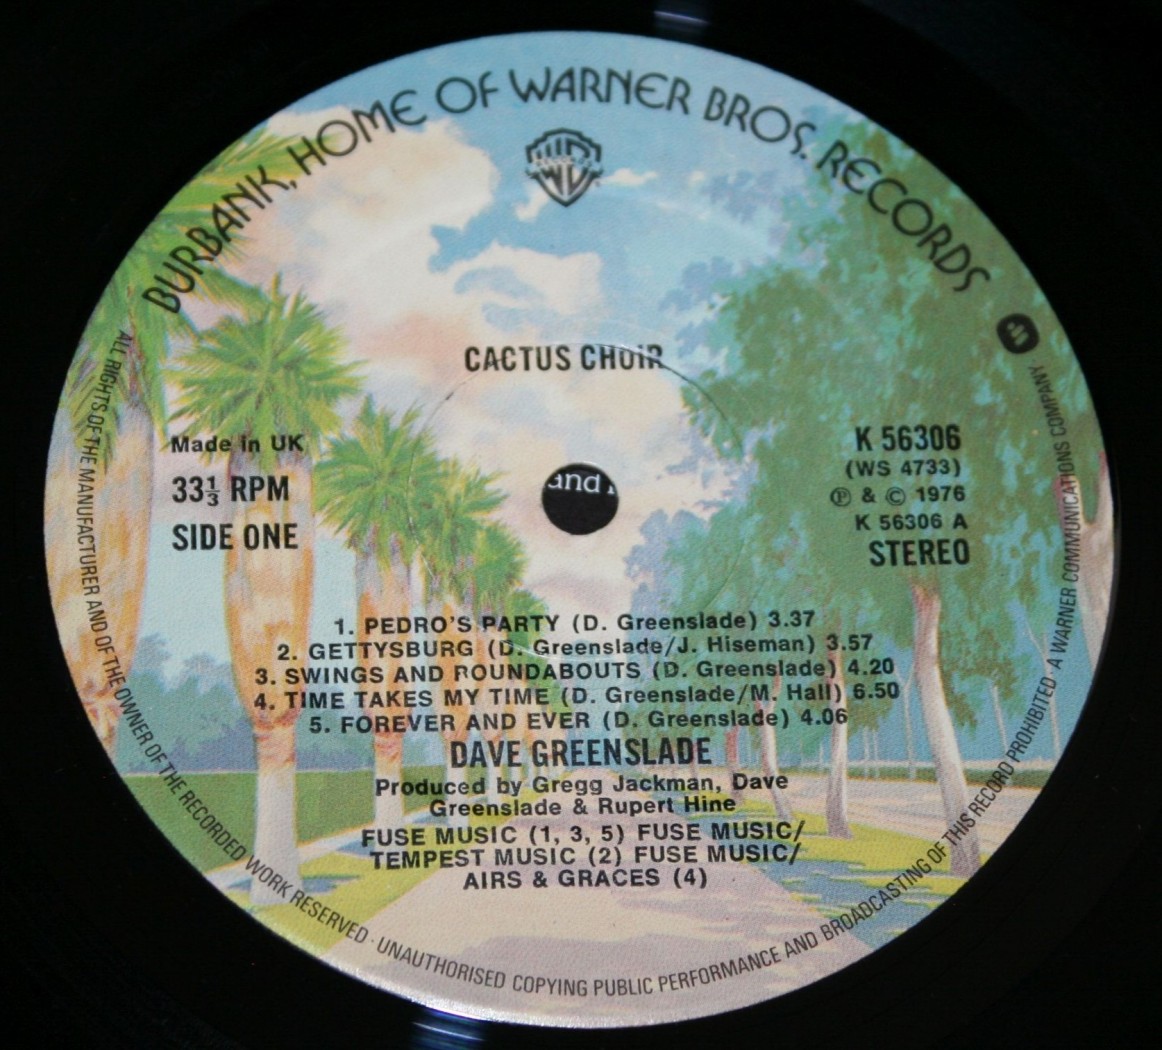 BURBANK, HOME OF WARNER BROS. RECORDS
CACTUS CHOIR
Made in UK
33⅓ RPM
SIDE ONE
K 56306
(WS 4733)
℗ & © 1976
K 56306 A
STEREO
and
1. PEDRO'S PARTY (D. Greenslade) 3.37
2. GETTYSBURG (D. Greenslade/J. Hiseman) 3.57
3. SWINGS AND ROUNDABOUTS (D. Greenslade) 4.20
4. TIME TAKES MY TIME (D. Greenslade/M. Hall) 6.50
5. FOREVER AND EVER (D. Greenslade) 4.06
DAVE GREENSLADE
Produced by Gregg Jackman, Dave
Greenslade & Rupert Hine
FUSE MUSIC (1, 3, 5) FUSE MUSIC/
TEMPEST MUSIC (2) FUSE MUSIC/
AIRS & GRACES (4)
ALL RIGHTS OF THE MANUFACTURER AND OF THE OWNER OF THE RECORDED WORK RESERVED · UNAUTHORISED COPYING PUBLIC PERFORMANCE AND BROADCASTING OF THIS RECORD PROHIBITED · A WARNER COMMUNICATIONS COMPANY